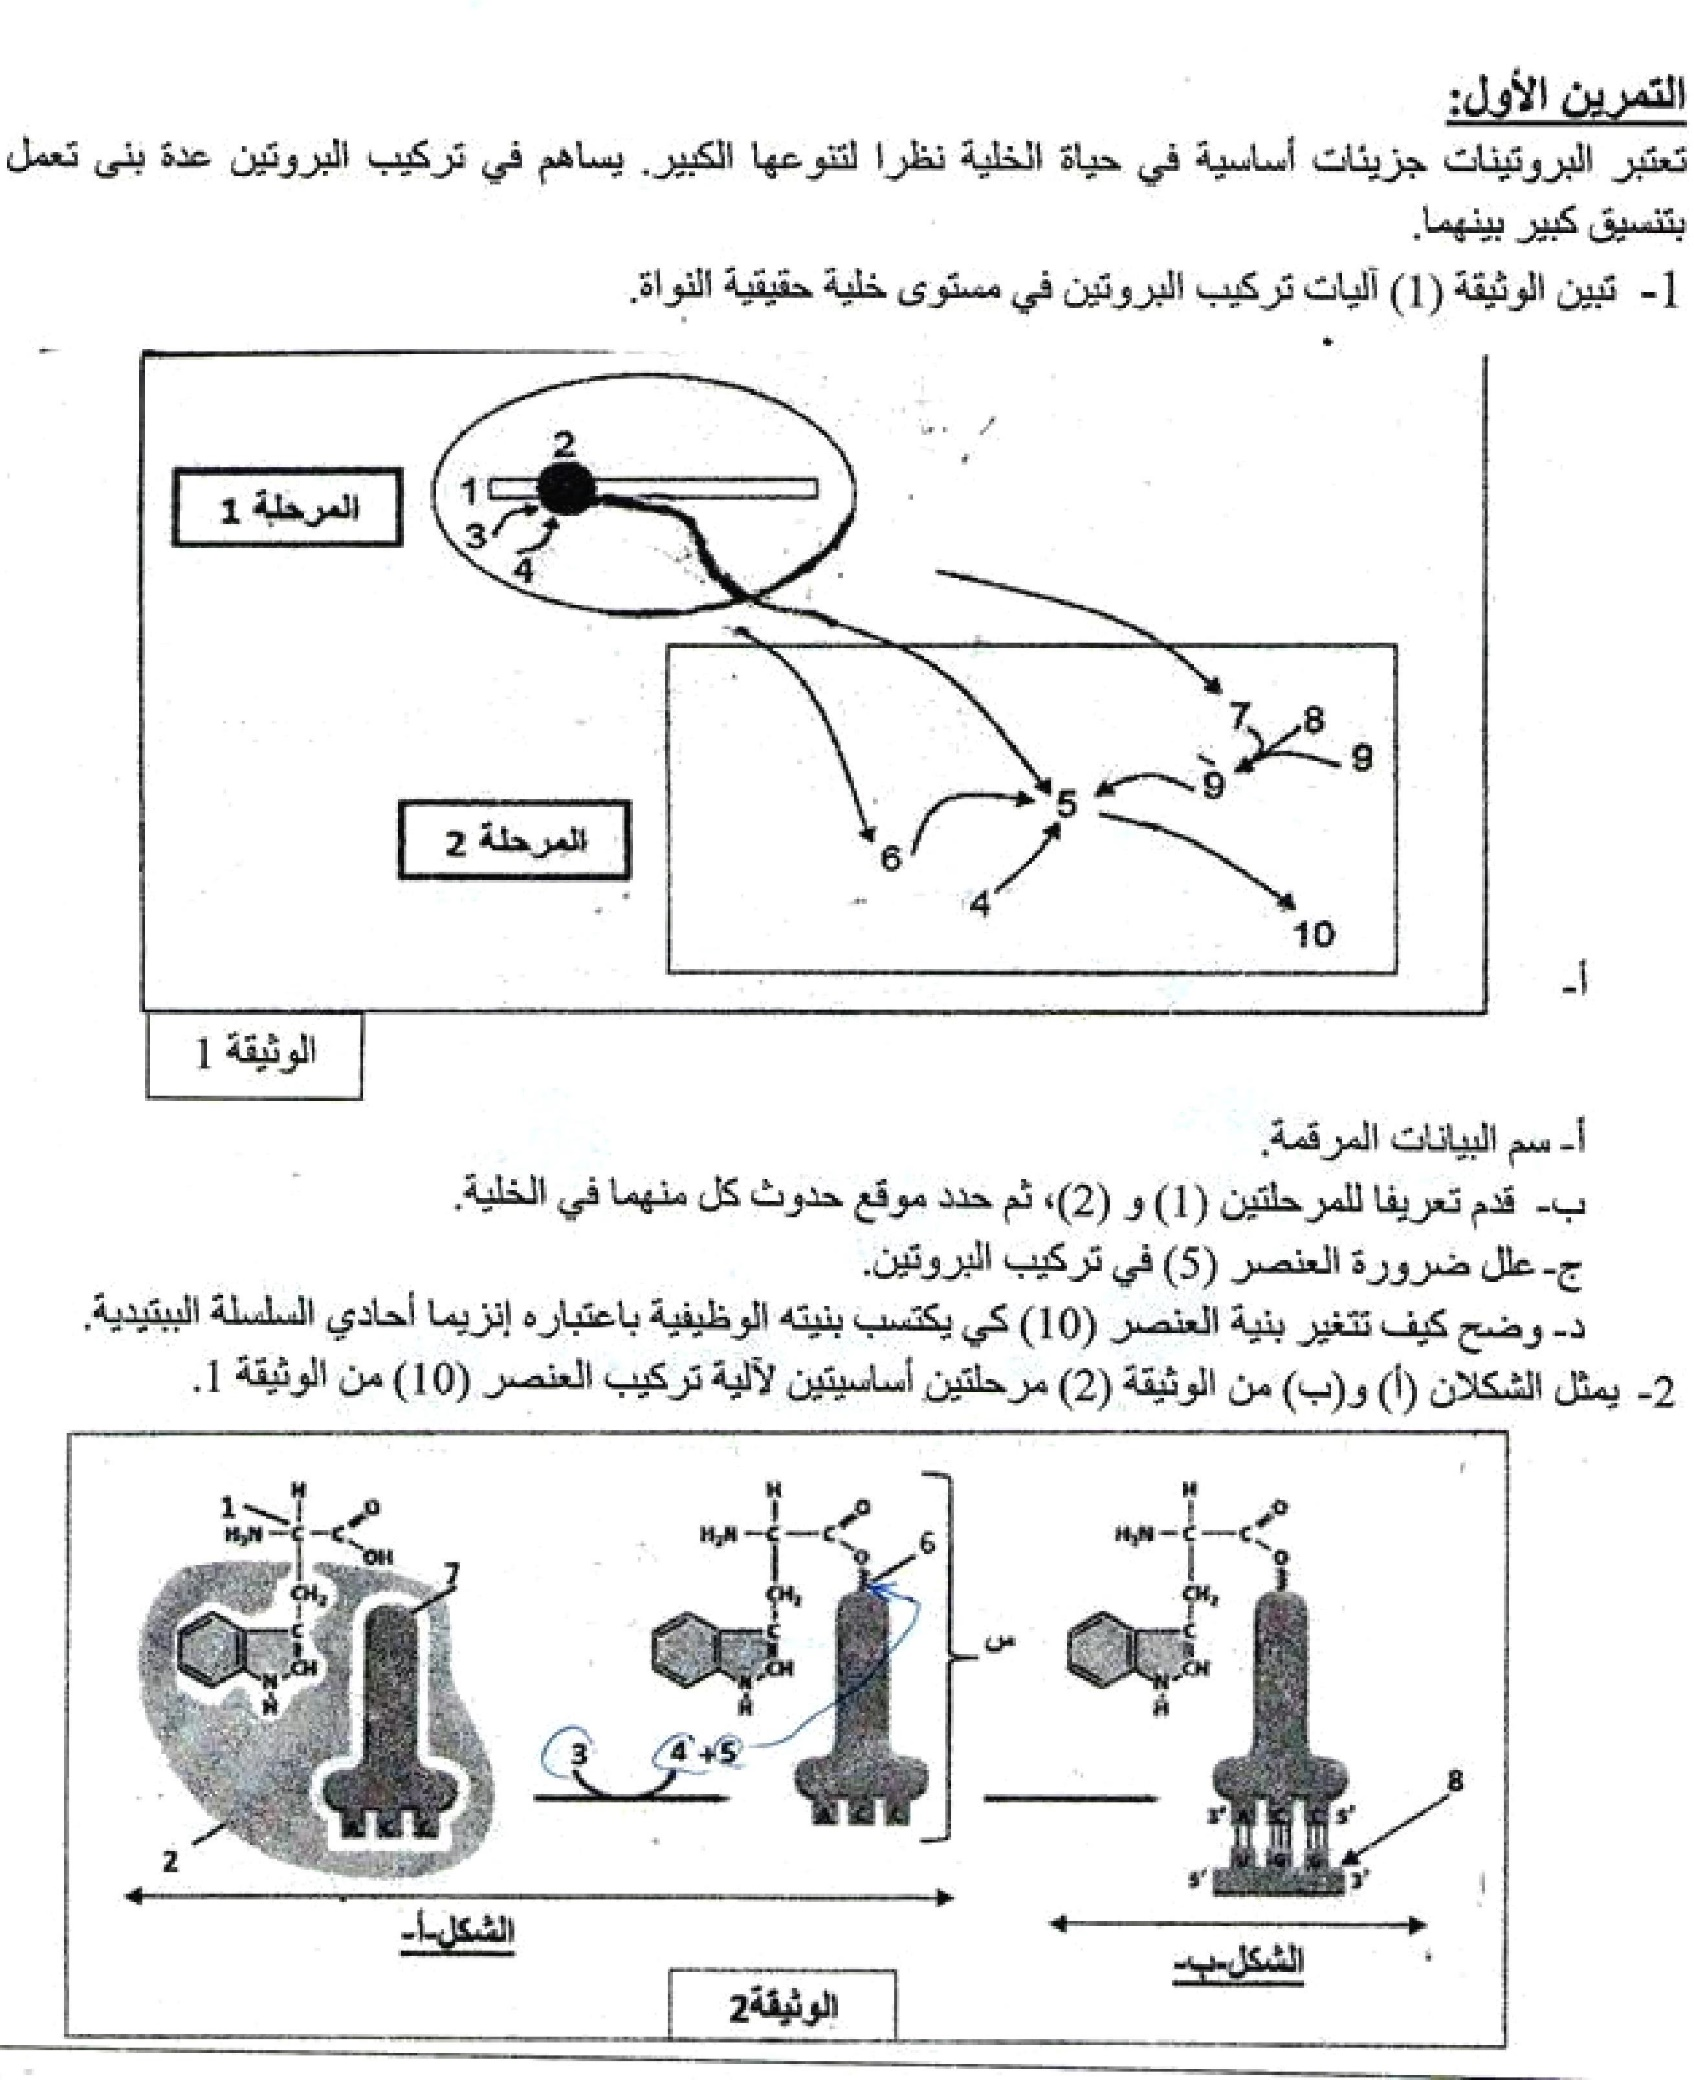 التمرين الأول:
تعتبر البروتينات جزيئات أساسية في حياة الخلية نظرا لتنوعها الكبير. يساهم في تركيب البروتين عدة بنى تعمل
بتنسيق كبير بينهما.
1- تبين الوثيقة (1) آليات تركيب البروتين في مستوى خلية حقيقية النواة.
المرحلة 1
2
1
3
4
7
8
9
9
5
6
4
10
المرحلة 2
أ-
الوثيقة 1
أ- سم البيانات المرقمة.
ب- قدم تعريفا للمرحلتين (1) و (2)، ثم حدد موقع حدوث كل منهما في الخلية.
ج- علل ضرورة العنصر (5) في تركيب البروتين.
د- وضح كيف تتغير بنية العنصر (10) كي يكتسب بنيته الوظيفية باعتباره إنزيما أحادي السلسلة الببتيدية.
2- يمثل الشكلان (أ) و(ب) من الوثيقة (2) مرحلتين أساسيتين لآلية تركيب العنصر (10) من الوثيقة 1.
H
1
H₂N C C O
OH
CH₂
C
CH
N
H
7
2
3
4 + 5
H
H₂N C C O
O
6
CH₂
C
CH
N
H
س
A C
H
H₂N C C O
O
CH₂
C
CH
N
H
8
3' A C C 5'
5' 3'
الشكل-أ-
الشكل-ب-
الوثيقة2